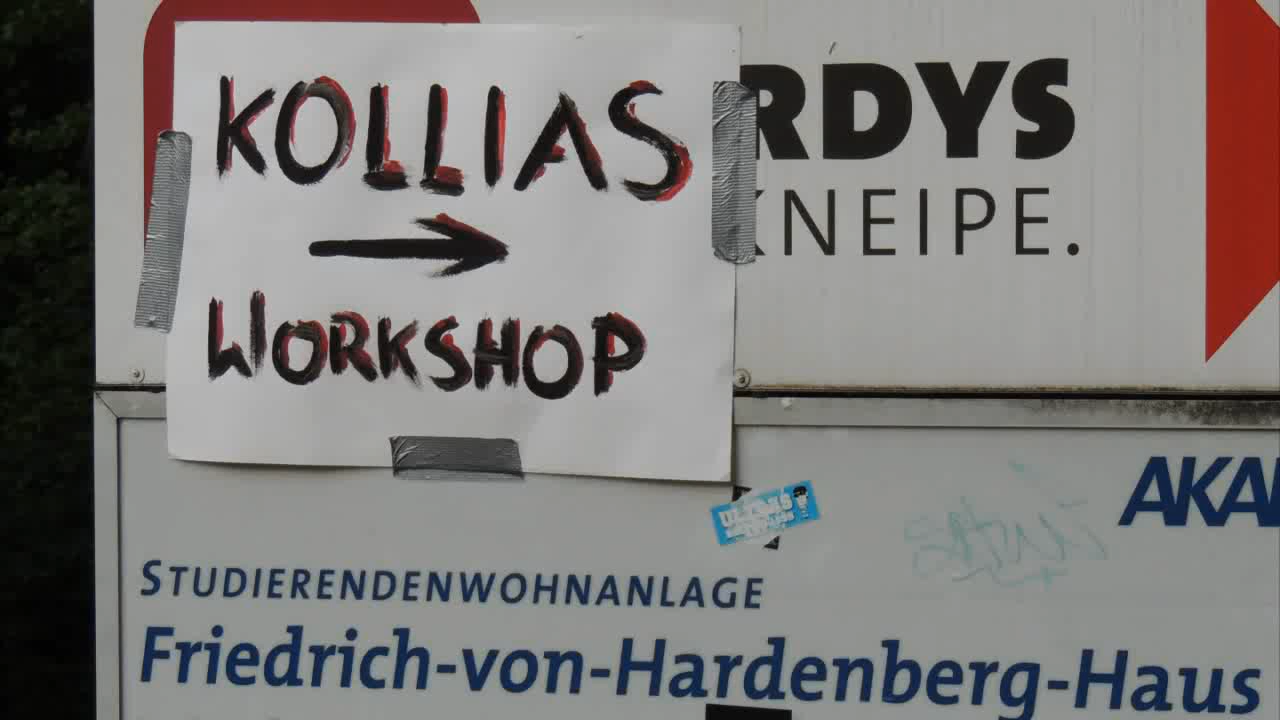 KOLLIAS
WORKSHOP
RDYS
KNEIPE.
AKA
STUDIERENDENWOHNANLAGE
Friedrich-von-Hardenberg-Haus